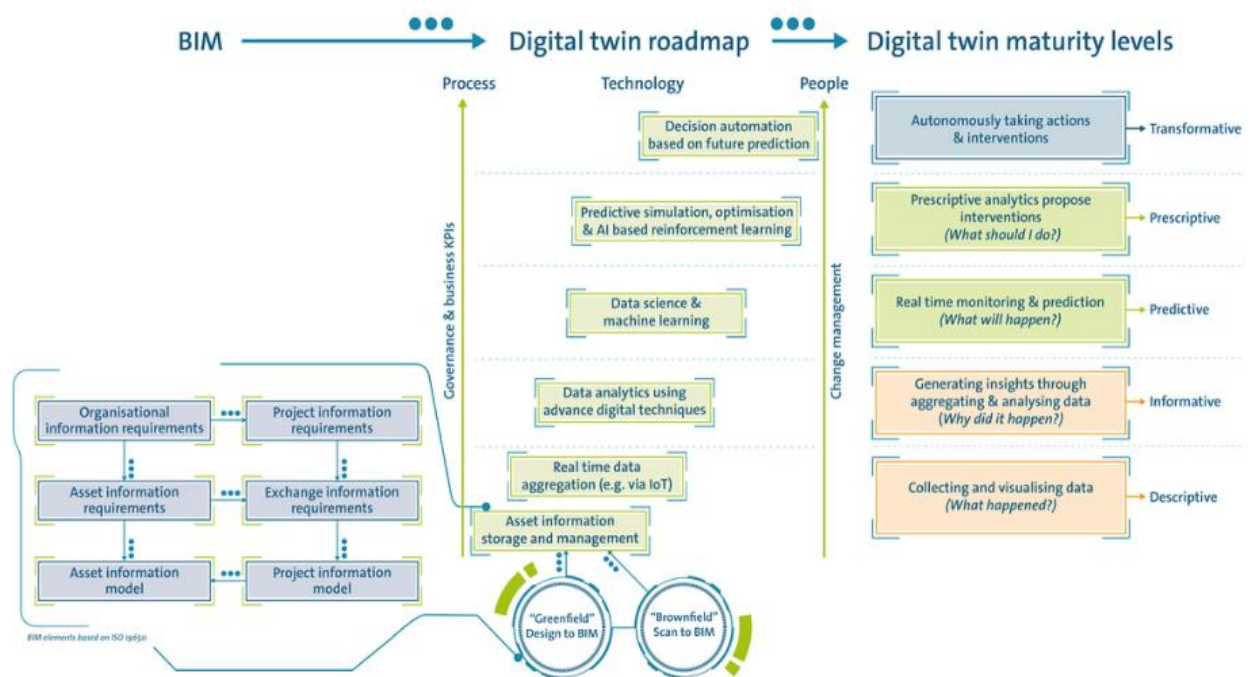 BIM
Digital twin roadmap
Digital twin maturity levels
Process
Technology
People
Governance & business KPIs
Change management
Decision automation
based on future prediction
Predictive simulation, optimisation
& AI based reinforcement learning
Data science &
machine learning
Data analytics using
advance digital techniques
Real time data
aggregation (e.g. via IoT)
Asset information
storage and management
"Greenfield"
Design to BIM
"Brownfield"
Scan to BIM
Autonomously taking actions
& interventions
Transformative
Prescriptive analytics propose
interventions
(What should I do?)
Prescriptive
Real time monitoring & prediction
(What will happen?)
Predictive
Generating insights through
aggregating & analysing data
(Why did it happen?)
Informative
Collecting and visualising data
(What happened?)
Descriptive
Organisational
information requirements
Project information
requirements
Asset information
requirements
Exchange information
requirements
Asset information
model
Project information
model
BIM elements based on ISO 19650